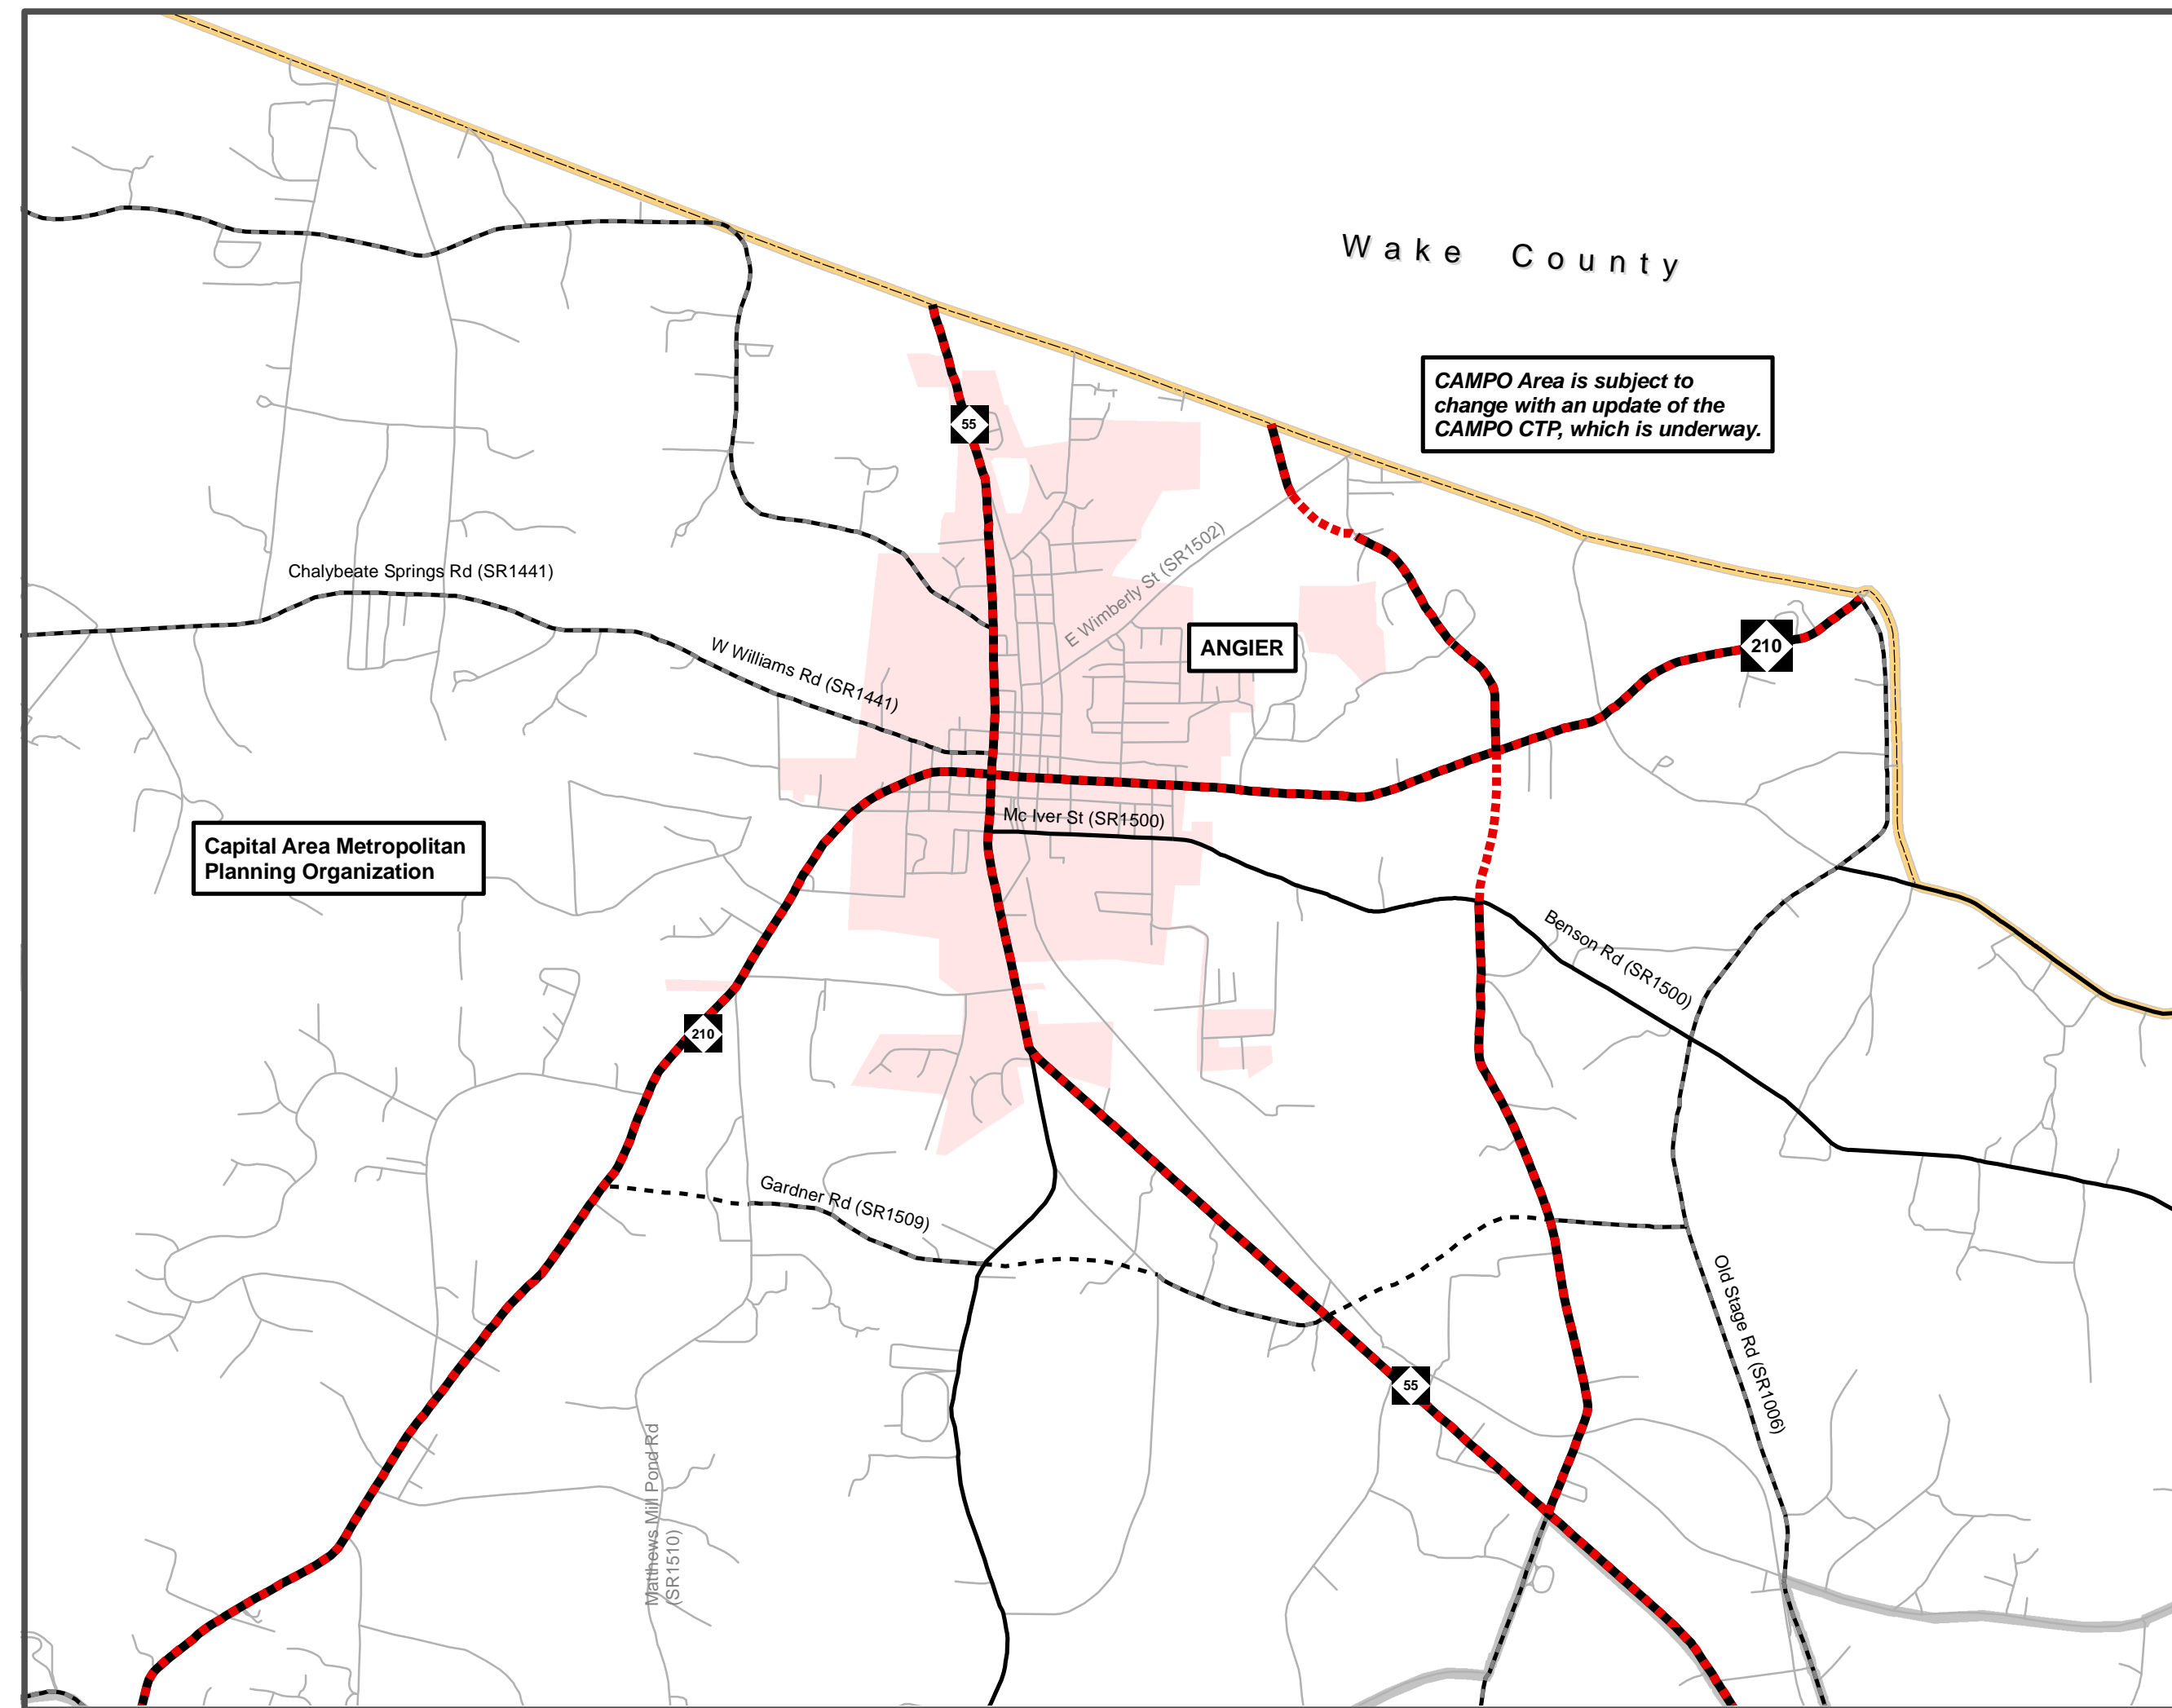 Wake County
CAMPO Area is subject to
change with an update of the
CAMPO CTP, which is underway.
55
E Wimberly St (SR1502)
Chalybeate Springs Rd (SR1441)
W Williams Rd (SR1441)
ANGIER
210
Mc Iver St (SR1500)
Capital Area Metropolitan
Planning Organization
Benson Rd (SR1500)
210
Gardner Rd (SR1509)
Old Stage Rd (SR1006)
55
Matthews Mill Pond Rd
(SR1510)